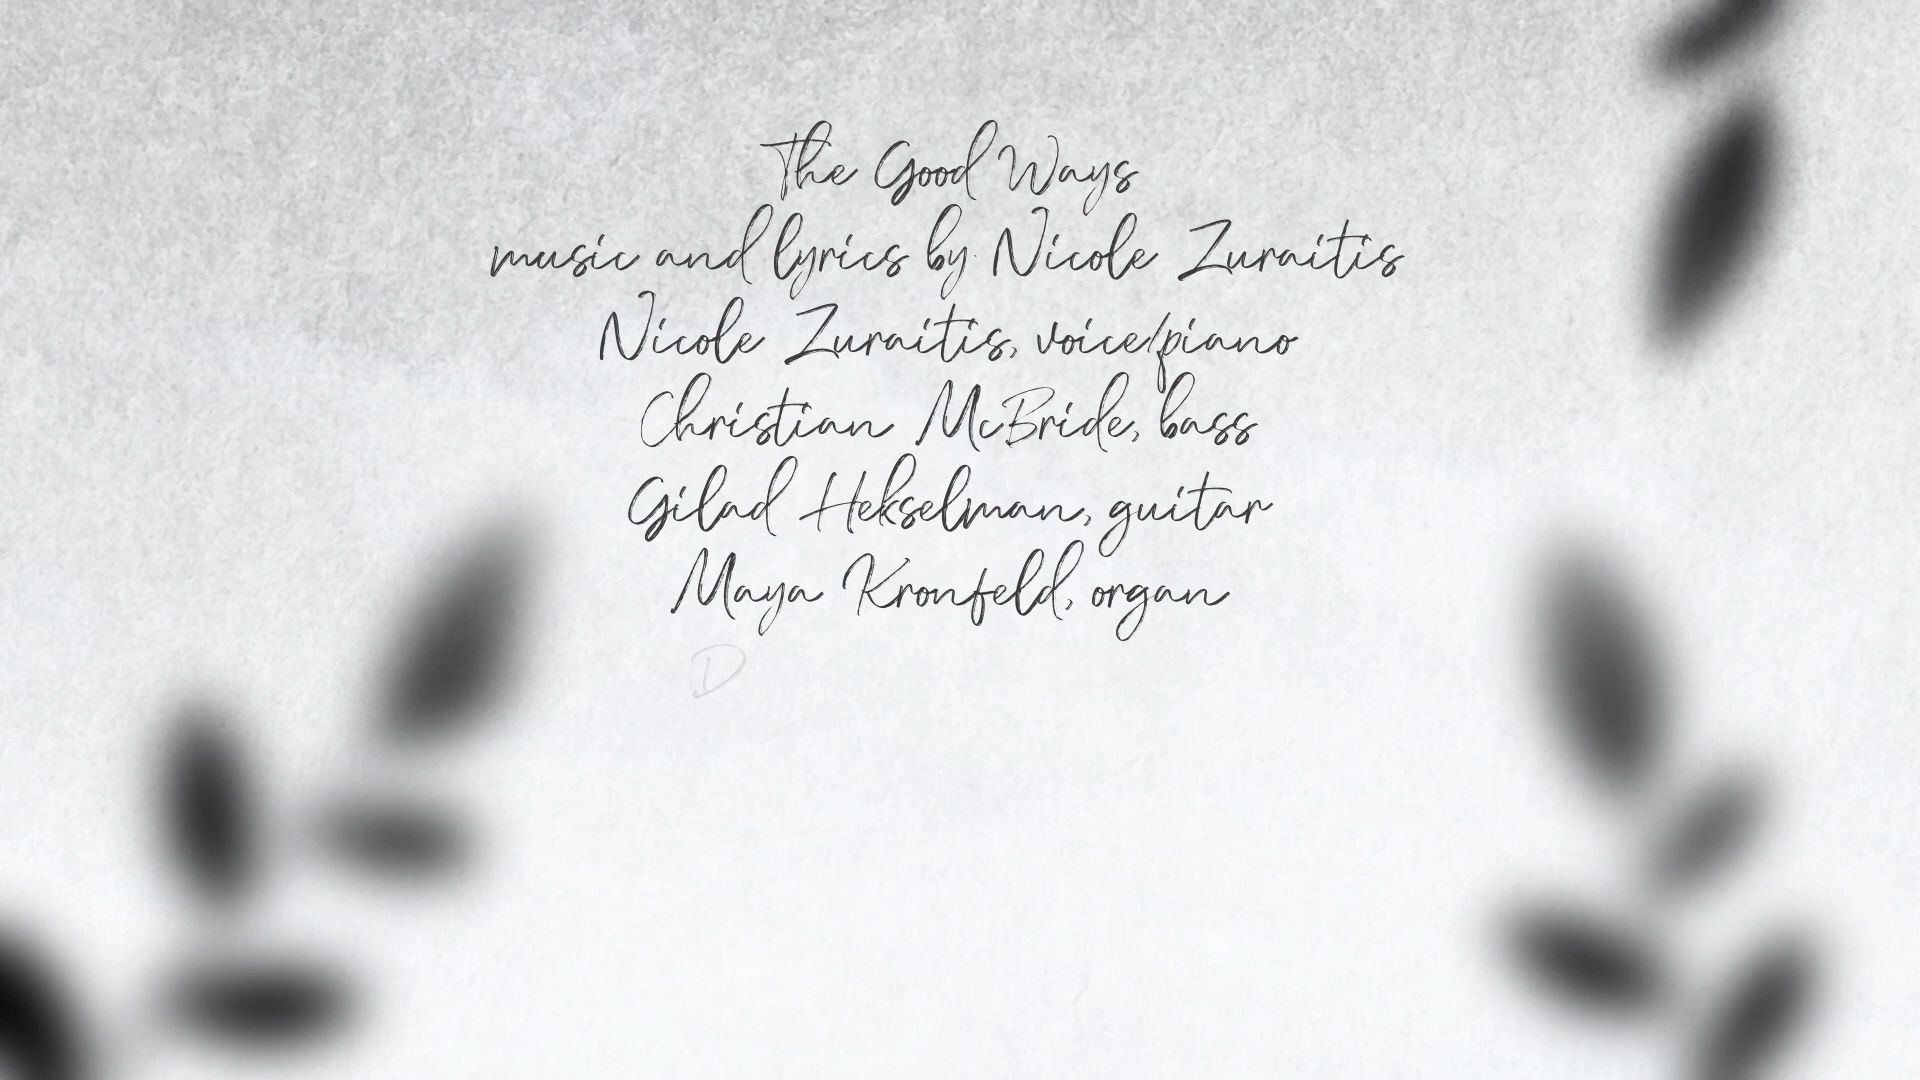 The Good Ways
music and lyrics by Nicole Zuraitis
Nicole Zuraitis, voice/piano
Christian McBride, bass
Gilad Hekselman, guitar
Maya Kronfeld, organ
D